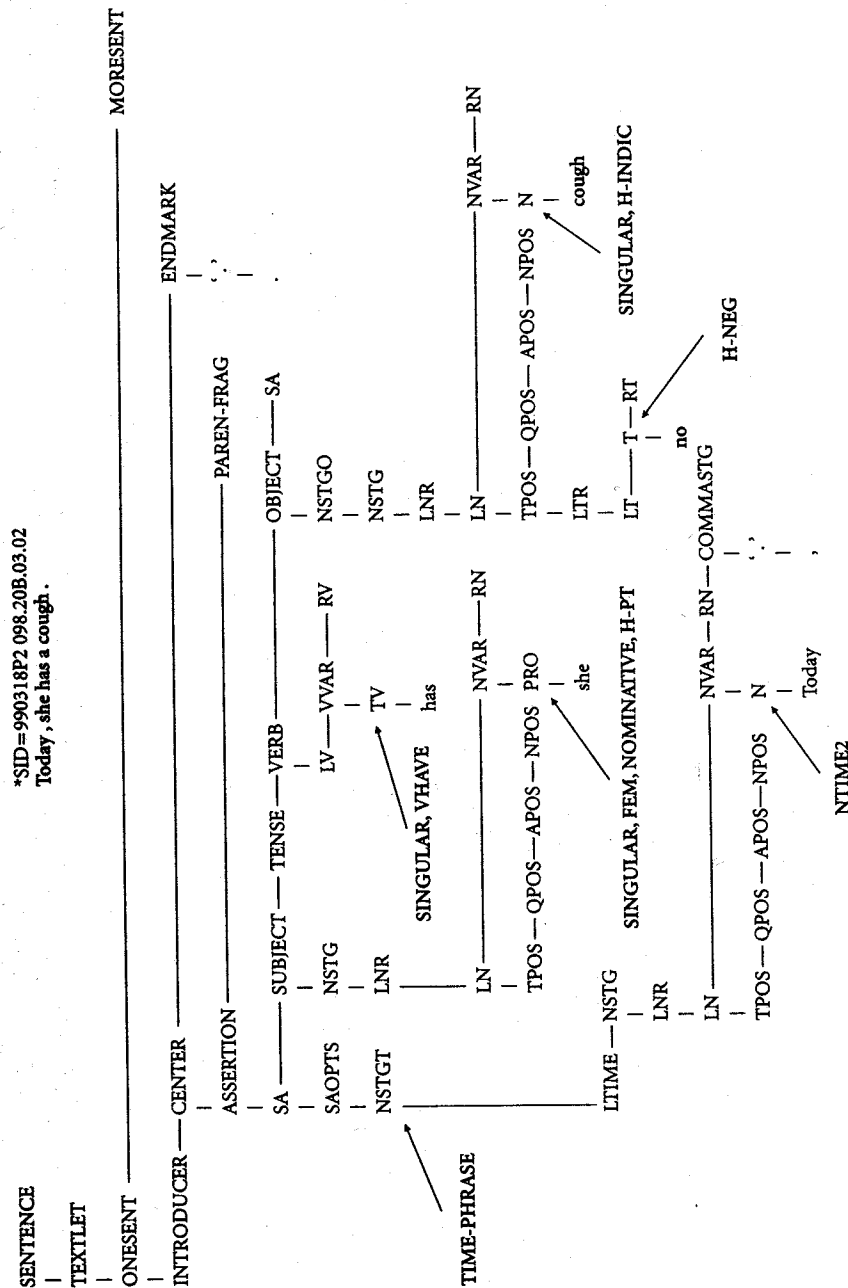 *SID=990318P2 098.20B.03.02
Today , she has a cough .
SENTENCE
TEXTLET
ONESENT MORESENT
INTRODUCER CENTER ENDMARK
'.'
.
ASSERTION PAREN-FRAG
SA SUBJECT TENSE VERB OBJECT SA
SAOPTS NSTG LV VVAR RV NSTGO
NSTGT LNR TV NSTG
has LNR
TIME-PHRASE SINGULAR, VHAVE
LN NVAR RN LN NVAR RN
TPOS QPOS APOS NPOS PRO TPOS QPOS APOS NPOS N
she LTR cough
SINGULAR, FEM, NOMINATIVE, H-PT SINGULAR, H-INDIC
LTIME NSTG LT T RT
LNR no
H-NEG
LN NVAR RN COMMASTG
TPOS QPOS APOS NPOS N ','
Today ,
NTIME2